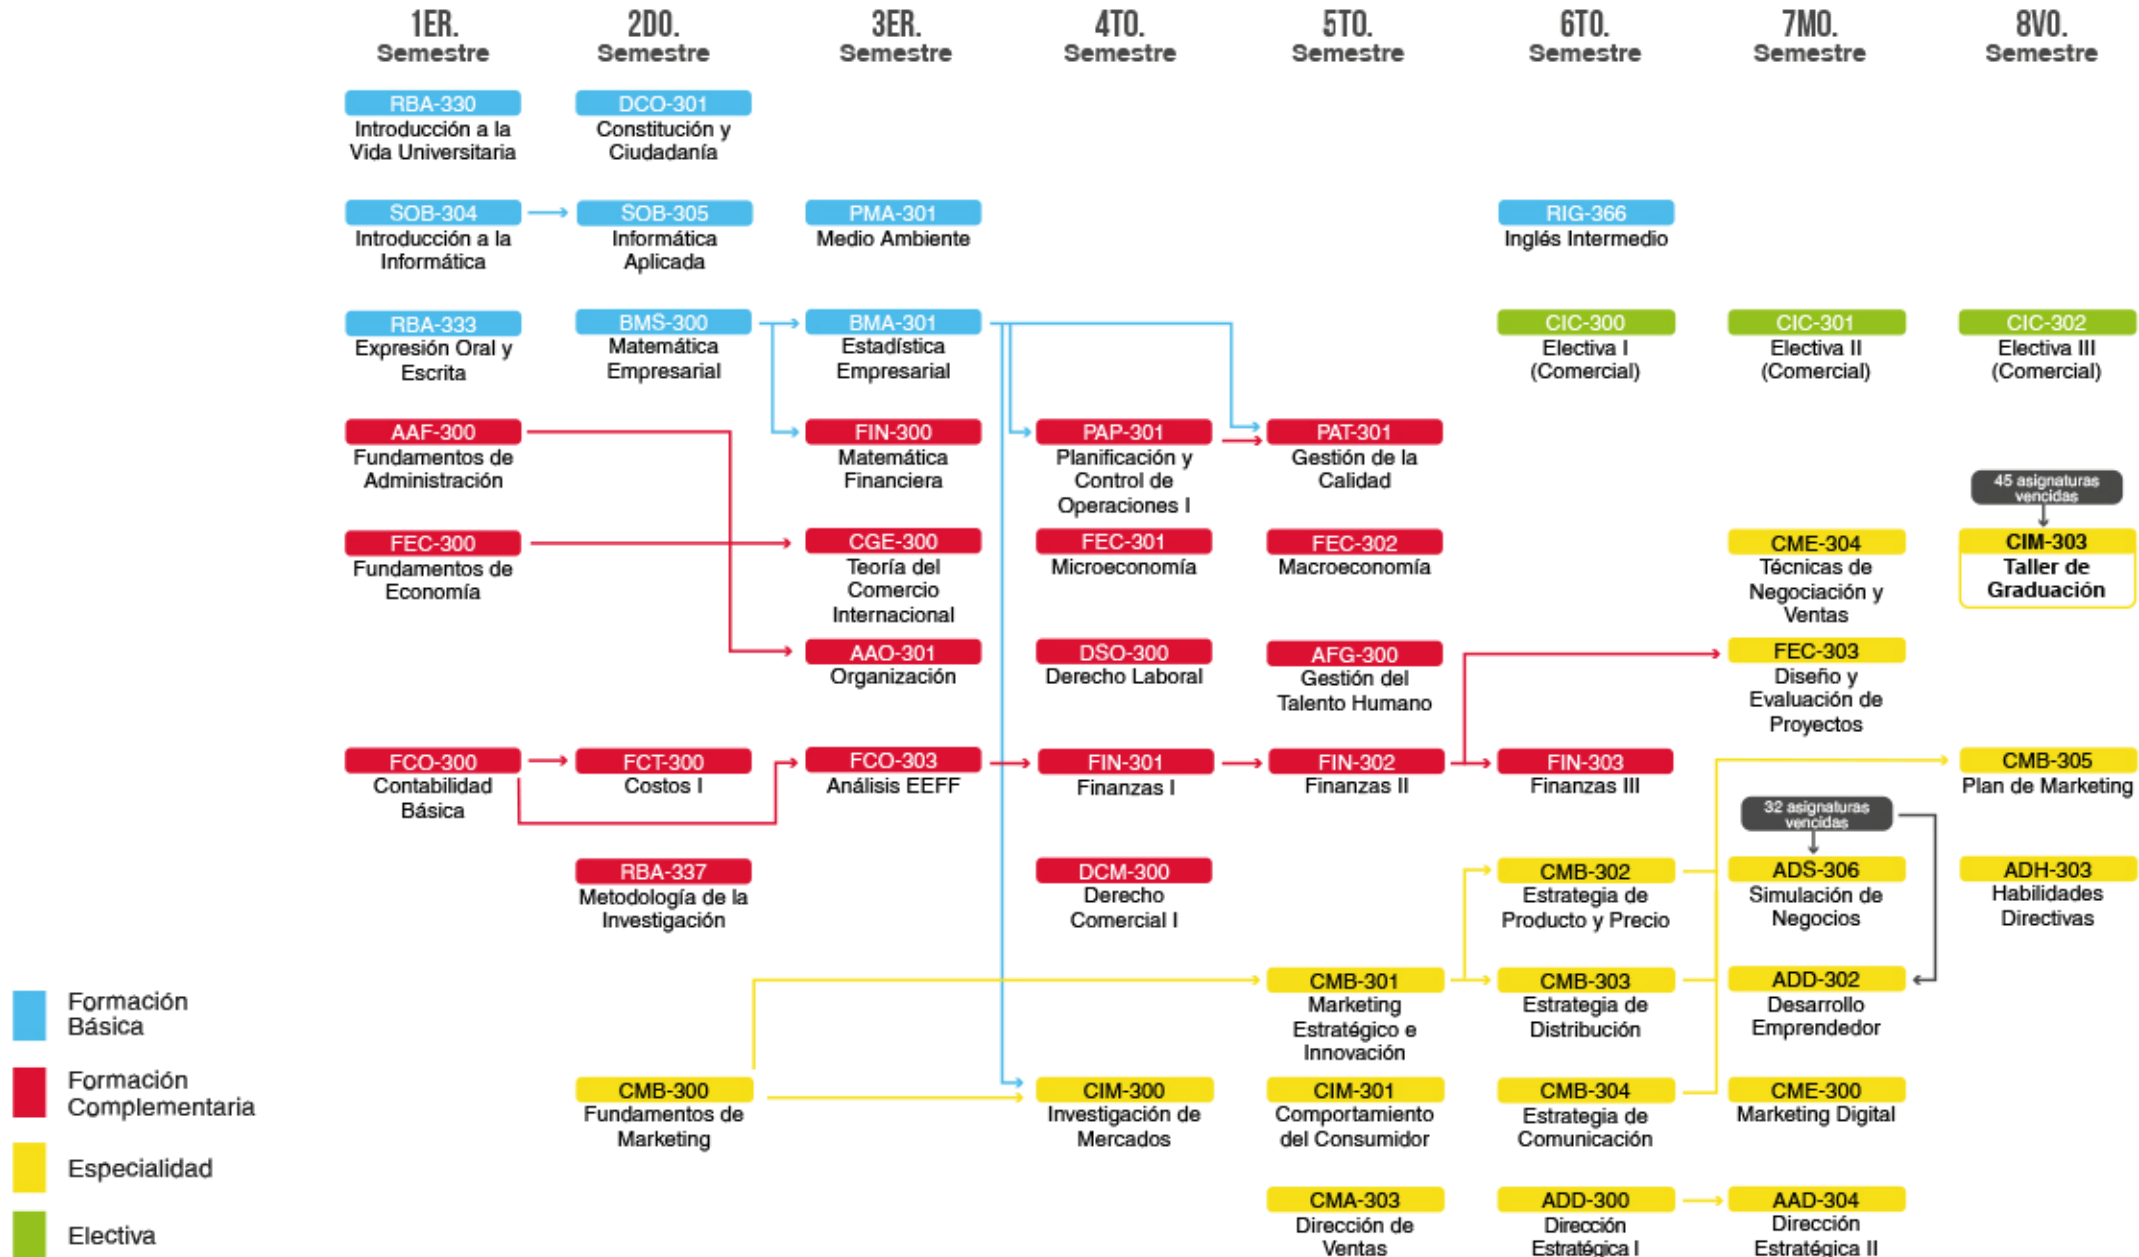 1ER.
Semestre
2DO.
Semestre
3ER.
Semestre
4TO.
Semestre
5TO.
Semestre
6TO.
Semestre
7MO.
Semestre
8VO.
Semestre
RBA-330
Introducción a la
Vida Universitaria
DCO-301
Constitución y
Ciudadanía
SOB-304
Introducción a la
Informática
SOB-305
Informática
Aplicada
PMA-301
Medio Ambiente
RIG-366
Inglés Intermedio
RBA-333
Expresión Oral y
Escrita
BMS-300
Matemática
Empresarial
BMA-301
Estadística
Empresarial
CIC-300
Electiva I
(Comercial)
CIC-301
Electiva II
(Comercial)
CIC-302
Electiva III
(Comercial)
AAF-300
Fundamentos de
Administración
FIN-300
Matemática
Financiera
PAP-301
Planificación y
Control de
Operaciones I
PAT-301
Gestión de la
Calidad
45 asignaturas
vencidas
FEC-300
Fundamentos de
Economía
CGE-300
Teoría del
Comercio
Internacional
FEC-301
Microeconomía
FEC-302
Macroeconomía
CME-304
Técnicas de
Negociación y
Ventas
CIM-303
Taller de
Graduación
AAO-301
Organización
DSO-300
Derecho Laboral
AFG-300
Gestión del
Talento Humano
FEC-303
Diseño y
Evaluación de
Proyectos
FCO-300
Contabilidad
Básica
FCT-300
Costos I
FCO-303
Análisis EEFF
FIN-301
Finanzas I
FIN-302
Finanzas II
FIN-303
Finanzas III
CMB-305
Plan de Marketing
32 asignaturas
vencidas
RBA-337
Metodología de la
Investigación
DCM-300
Derecho
Comercial I
CMB-302
Estrategia de
Producto y Precio
ADS-306
Simulación de
Negocios
ADH-303
Habilidades
Directivas
CMB-301
Marketing
Estratégico e
Innovación
CMB-303
Estrategia de
Distribución
ADD-302
Desarrollo
Emprendedor
CMB-300
Fundamentos de
Marketing
CIM-300
Investigación de
Mercados
CIM-301
Comportamiento
del Consumidor
CMB-304
Estrategia de
Comunicación
CME-300
Marketing Digital
CMA-303
Dirección de
Ventas
ADD-300
Dirección
Estratégica I
AAD-304
Dirección
Estratégica II
Formación
Básica
Formación
Complementaria
Especialidad
Electiva